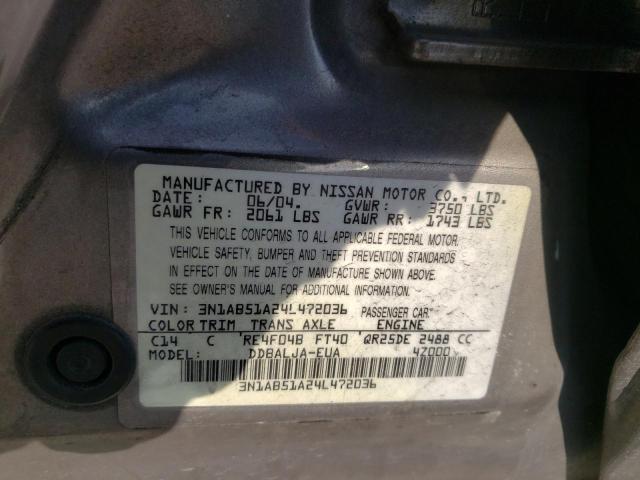 MANUFACTURED BY NISSAN MOTOR CO., LTD.
DATE: 06/04. GVWR: 3750 LBS
GAWR FR: 2061 LBS GAWR RR: 1743 LBS
THIS VEHICLE CONFORMS TO ALL APPLICABLE FEDERAL MOTOR
VEHICLE SAFETY, BUMPER AND THEFT PREVENTION STANDARDS
IN EFFECT ON THE DATE OF MANUFACTURE SHOWN ABOVE.
SEE OWNER'S MANUAL FOR ADDITIONAL INFORMATION
VIN: 3N1AB51A24L472036 PASSENGER CAR
COLOR TRIM TRANS AXLE ENGINE
C14 C RE4F04B FT40 QR25DE 2488 CC
MODEL: DDBALJA-EUA 4Z000
3N1AB51A24L472036